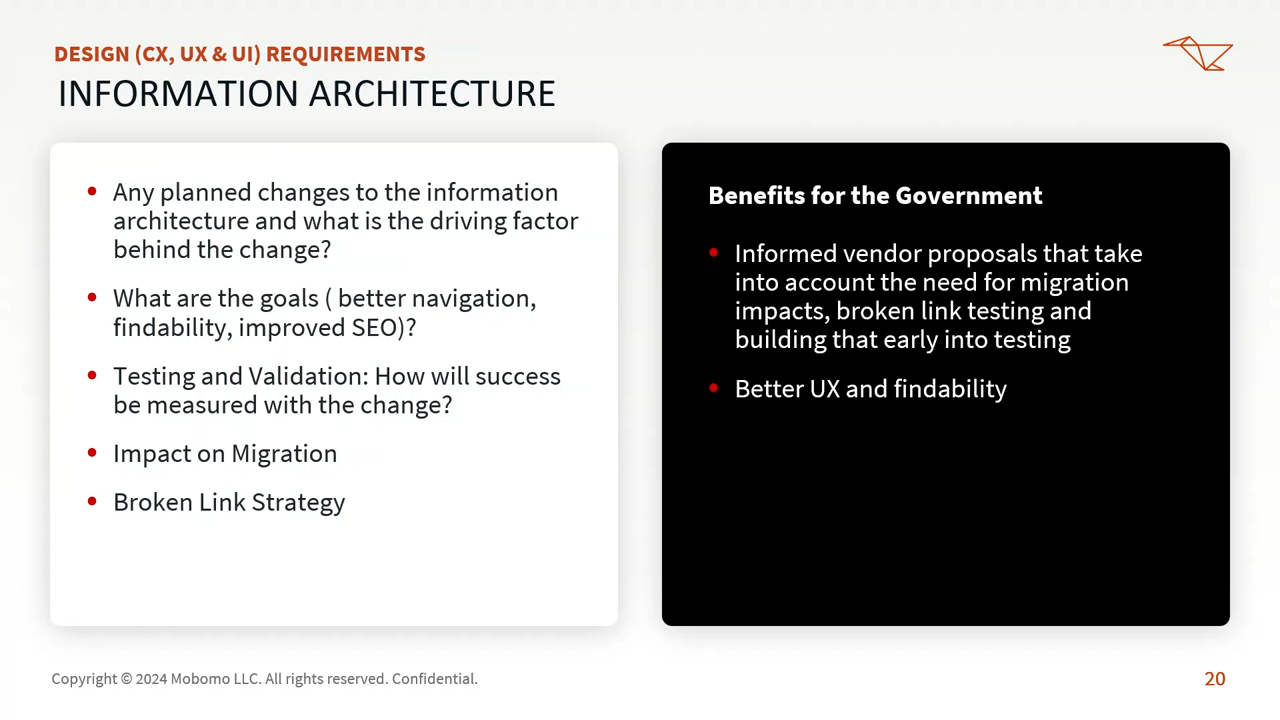 DESIGN (CX, UX & UI) REQUIREMENTS
INFORMATION ARCHITECTURE
• Any planned changes to the information
architecture and what is the driving factor
behind the change?
• What are the goals ( better navigation,
findability, improved SEO)?
• Testing and Validation: How will success
be measured with the change?
• Impact on Migration
• Broken Link Strategy
Benefits for the Government
• Informed vendor proposals that take
into account the need for migration
impacts, broken link testing and
building that early into testing
• Better UX and findability
Copyright © 2024 Mobomo LLC. All rights reserved. Confidential.
20